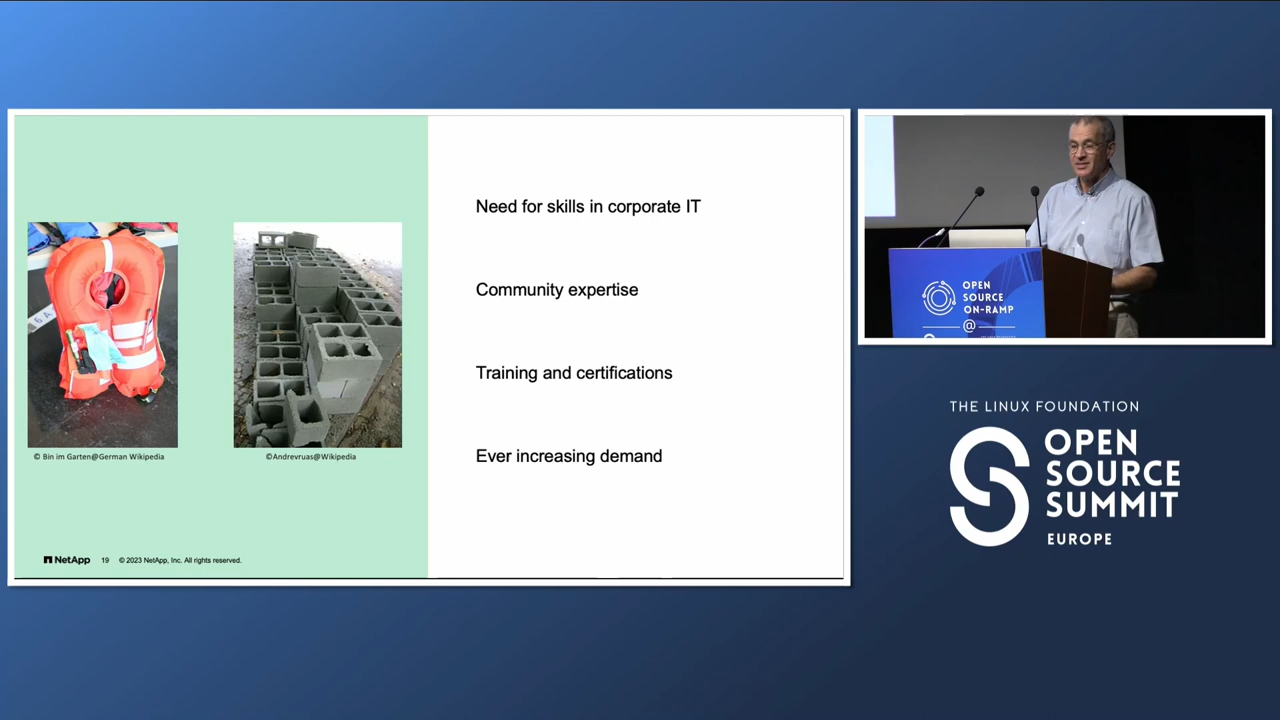 Need for skills in corporate IT
Community expertise
Training and certifications
Ever increasing demand
© Bin im Garten@German Wikipedia
©Andrevruas@Wikipedia
NetApp 19 © 2023 NetApp, Inc. All rights reserved.
OPEN
SOURCE
ON-RAMP
@
THE LINUX FOUNDATION
OPEN
SOURCE
SUMMIT
EUROPE